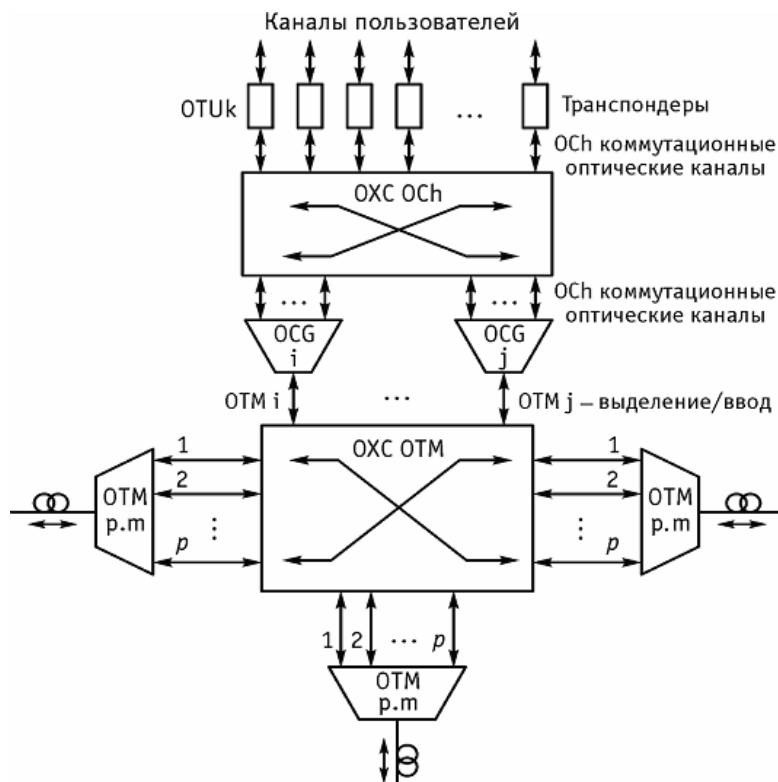 Каналы пользователей
OTUk
...
Транспондеры
OCh коммутационные
оптические каналы
OXC OCh
...
...
OCh коммутационные
оптические каналы
OCG
i
OCG
j
OTM i
...
OTM j – выделение/ввод
OXC OTM
1
2
...
p
OTM
p.m
1
2
...
p
OTM
p.m
1 2 ... p
OTM
p.m